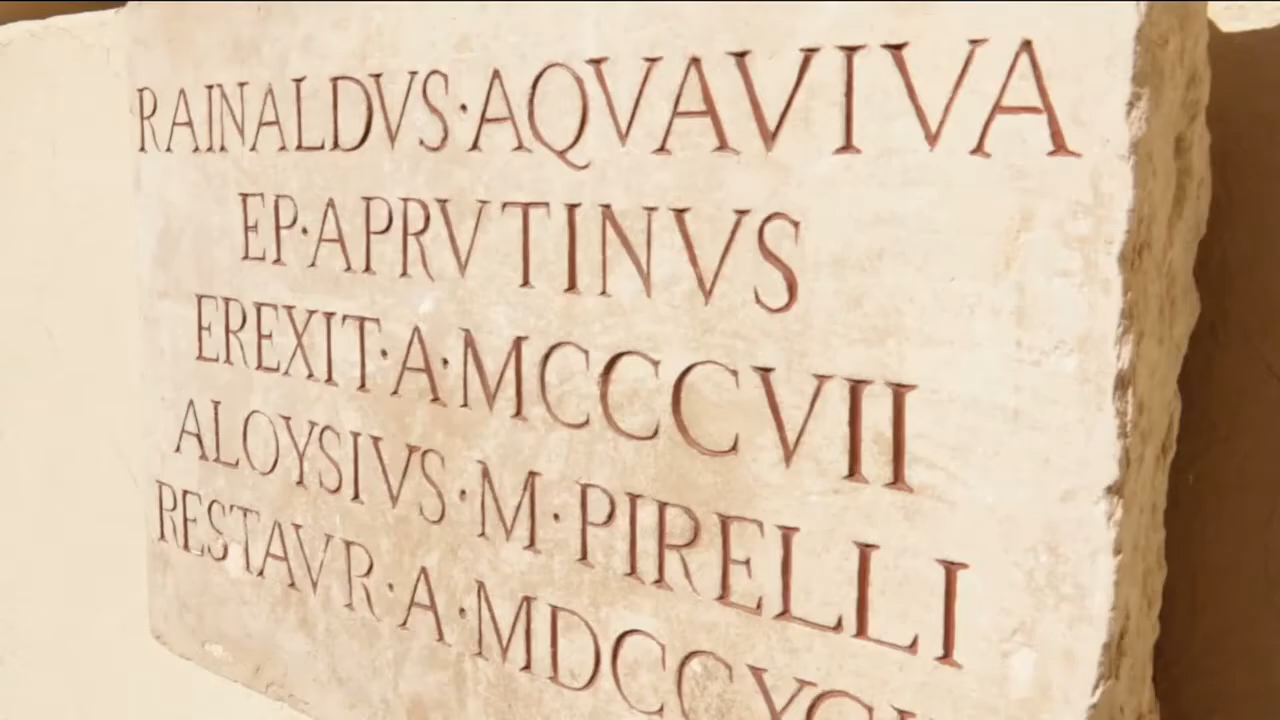 RAINALDVS·AQVAVIVA
EP·APRVTINVS
EREXIT·A·MCCCVII
ALOYSIVS·M·PIRELLI
RESTAVR·A·